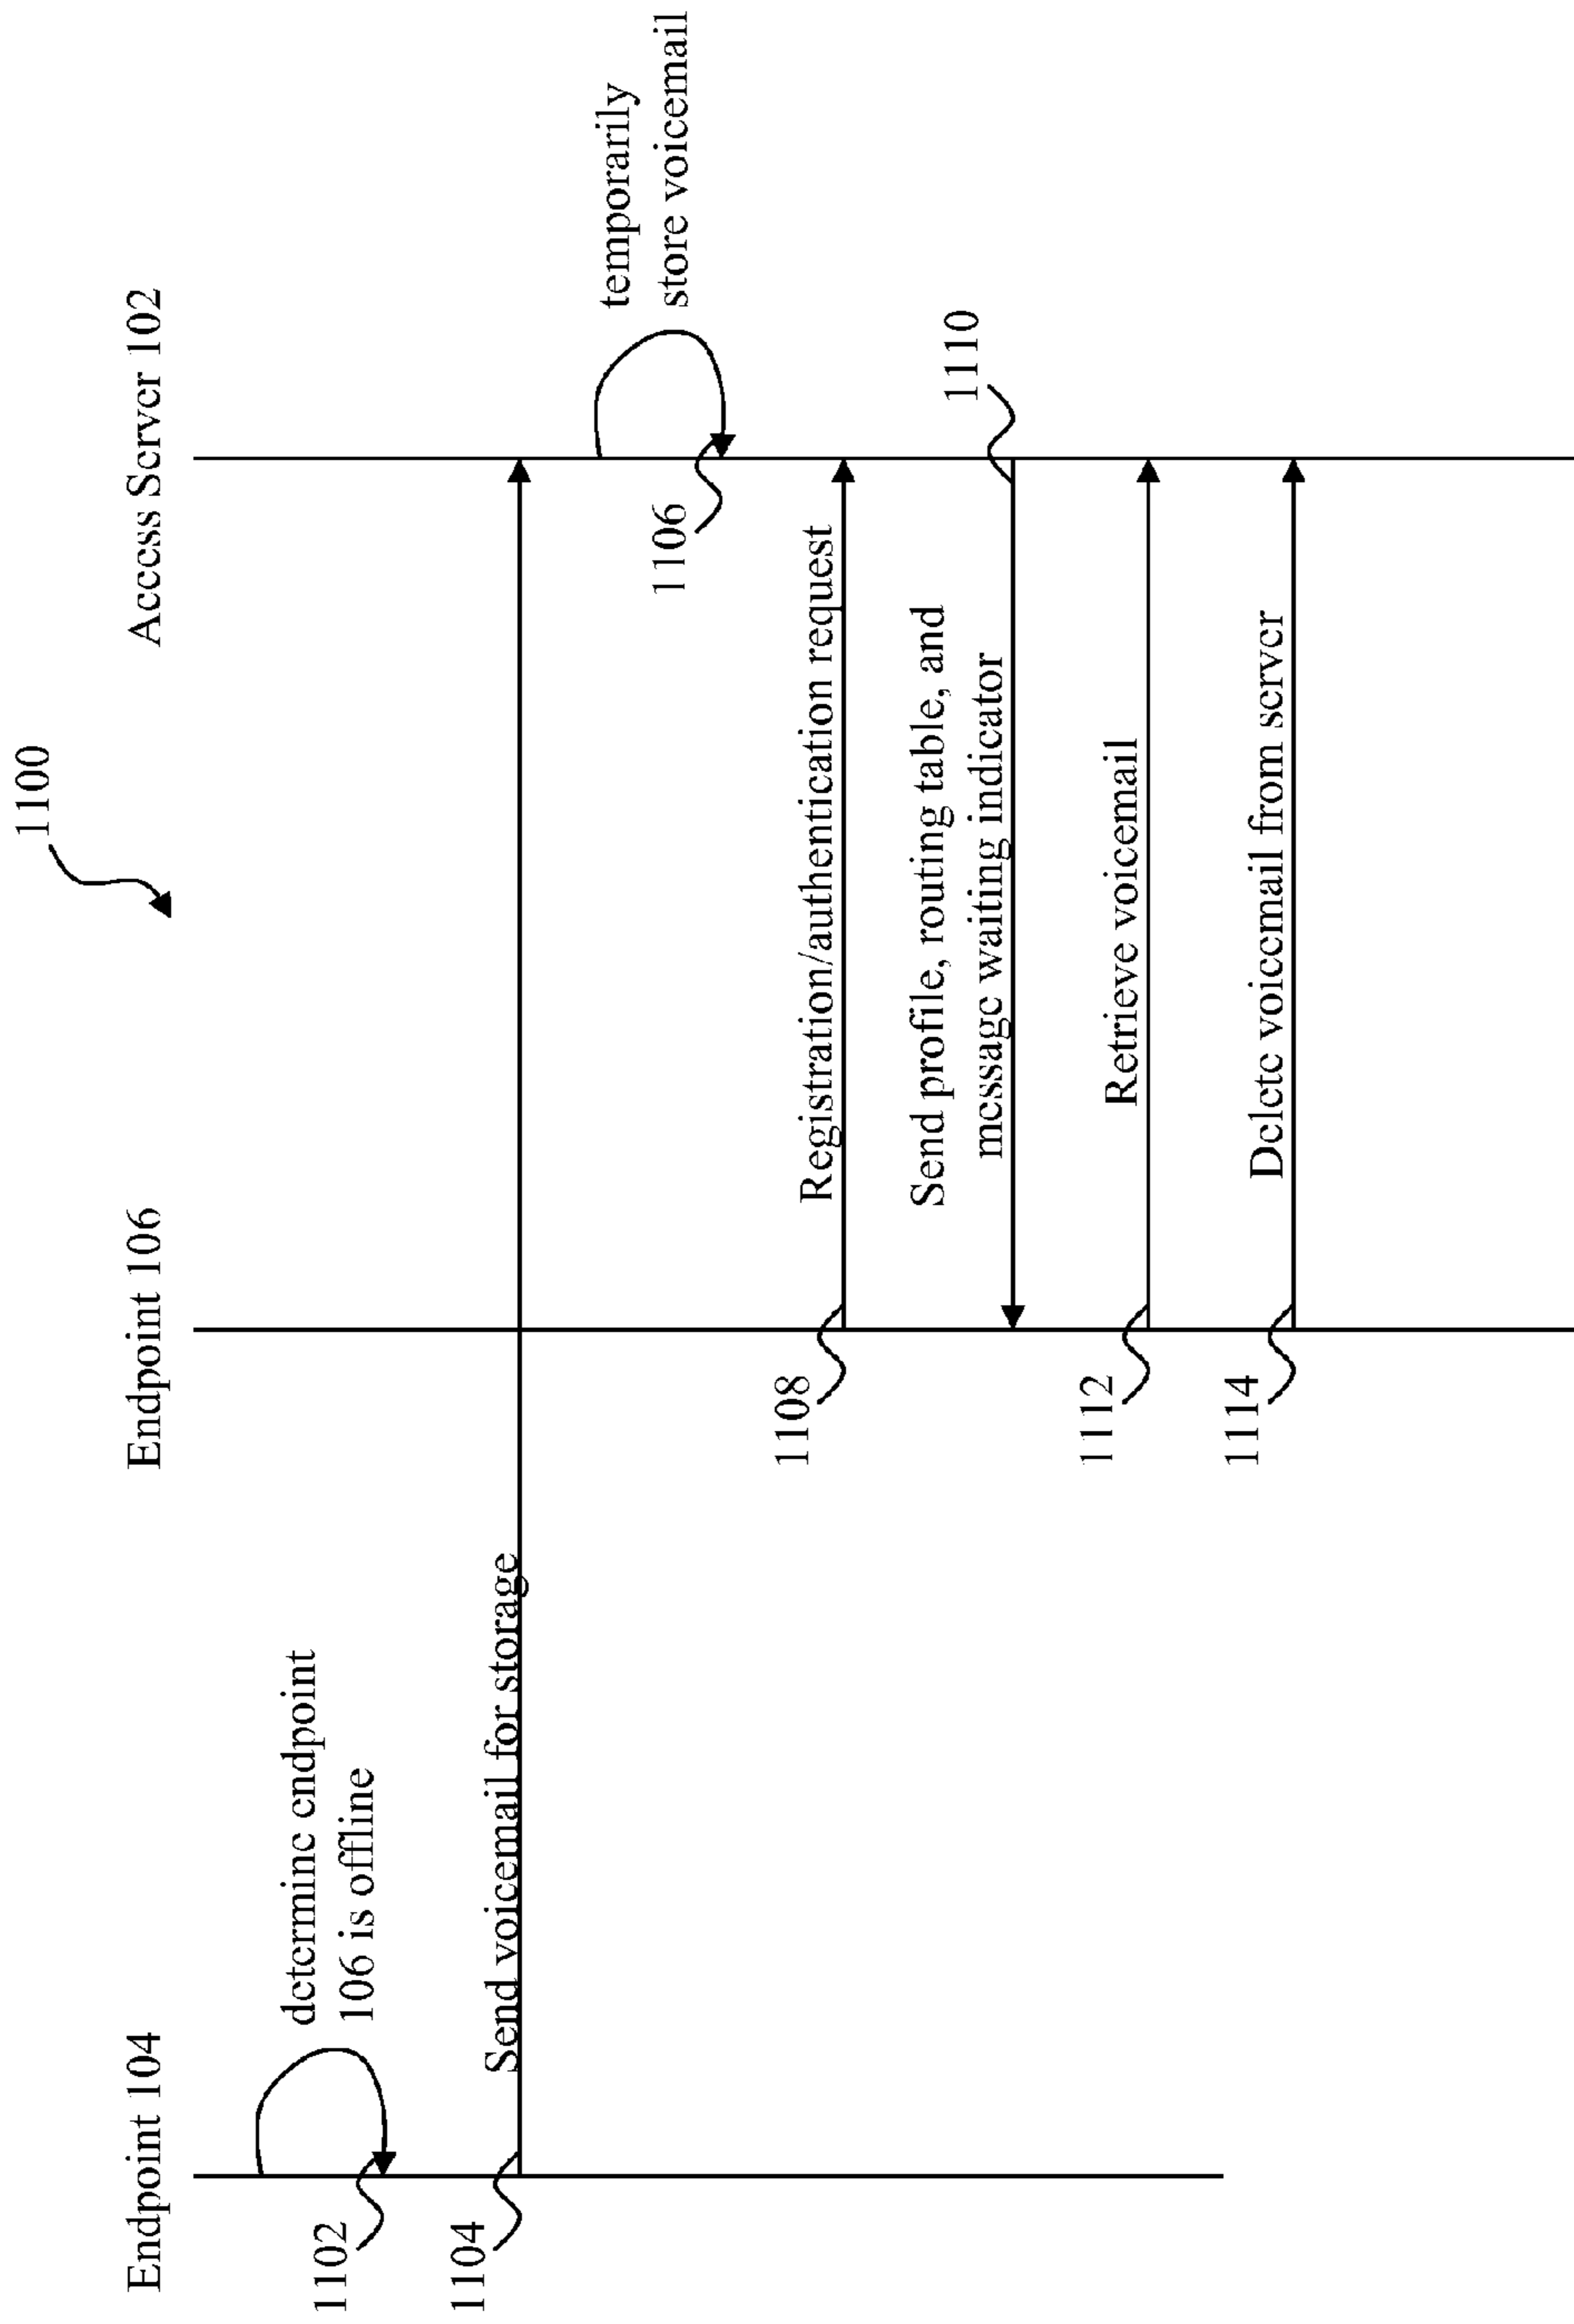 1100
Endpoint 104
Endpoint 106
Access Server 102
determine endpoint
106 is offline
1102
Send voicemail for storage
1104
temporarily
store voicemail
1106
Registration/authentication request
1108
Send profile, routing table, and
message waiting indicator
1110
Retrieve voicemail
1112
Delete voicemail from server
1114